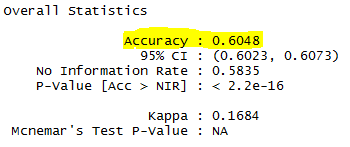 Overall Statistics
Accuracy : 0.6048
95% CI : (0.6023, 0.6073)
No Information Rate : 0.5835
P-Value [Acc > NIR] : < 2.2e-16
Kappa : 0.1684
Mcnemar's Test P-Value : NA